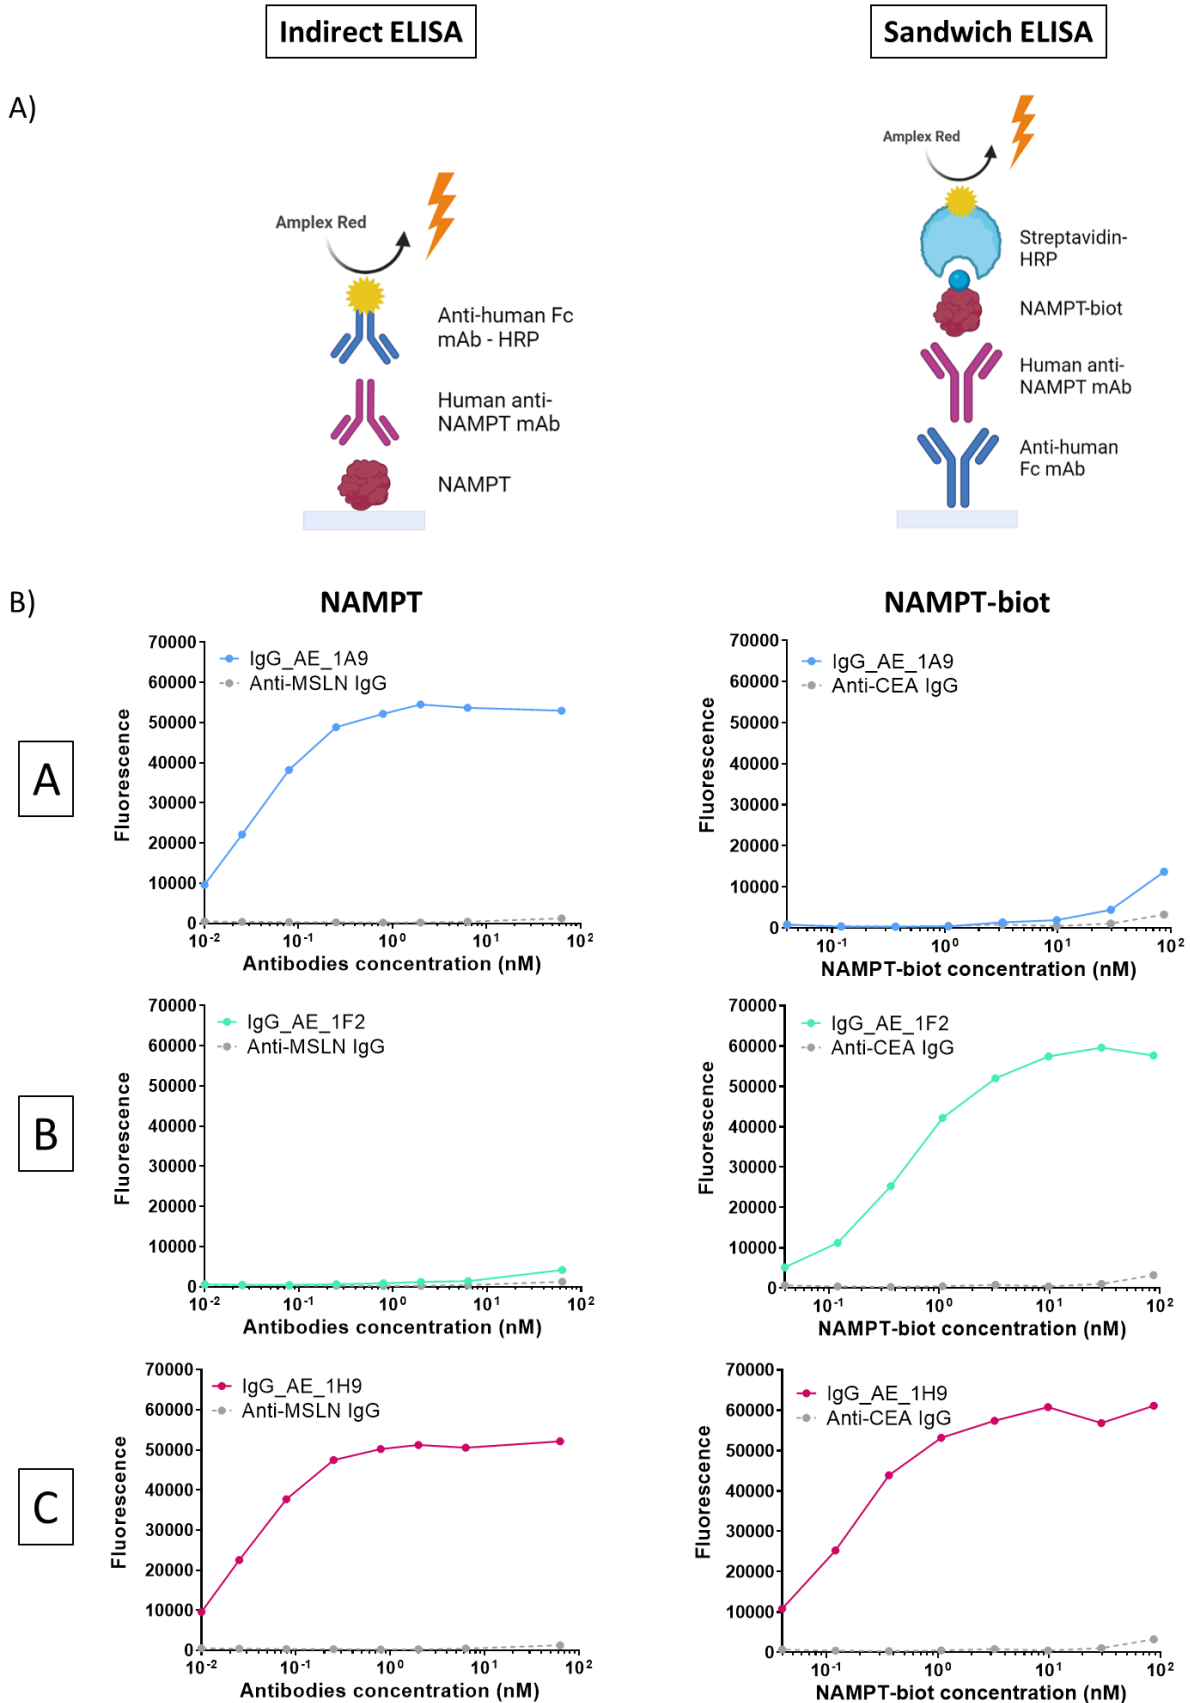 Indirect ELISA
Sandwich ELISA
A)
Amplex Red
Anti-human Fc
mAb - HRP
Human anti-
NAMPT mAb
NAMPT
Amplex Red
Streptavidin-
HRP
NAMPT-biot
Human anti-
NAMPT mAb
Anti-human
Fc mAb
B)
NAMPT
NAMPT-biot
A
70000
60000
50000
40000
30000
20000
10000
0
Fluorescence
IgG_AE_1A9
Anti-MSLN IgG
10-2 10-1 100 101 102
Antibodies concentration (nM)
70000
60000
50000
40000
30000
20000
10000
0
Fluorescence
IgG_AE_1A9
Anti-CEA IgG
10-1 100 101 102
NAMPT-biot concentration (nM)
B
70000
60000
50000
40000
30000
20000
10000
0
Fluorescence
IgG_AE_1F2
Anti-MSLN IgG
10-2 10-1 100 101 102
Antibodies concentration (nM)
70000
60000
50000
40000
30000
20000
10000
0
Fluorescence
IgG_AE_1F2
Anti-CEA IgG
10-1 100 101 102
NAMPT-biot concentration (nM)
C
70000
60000
50000
40000
30000
20000
10000
0
Fluorescence
IgG_AE_1H9
Anti-MSLN IgG
10-2 10-1 100 101 102
Antibodies concentration (nM)
70000
60000
50000
40000
30000
20000
10000
0
Fluorescence
IgG_AE_1H9
Anti-CEA IgG
10-1 100 101 102
NAMPT-biot concentration (nM)